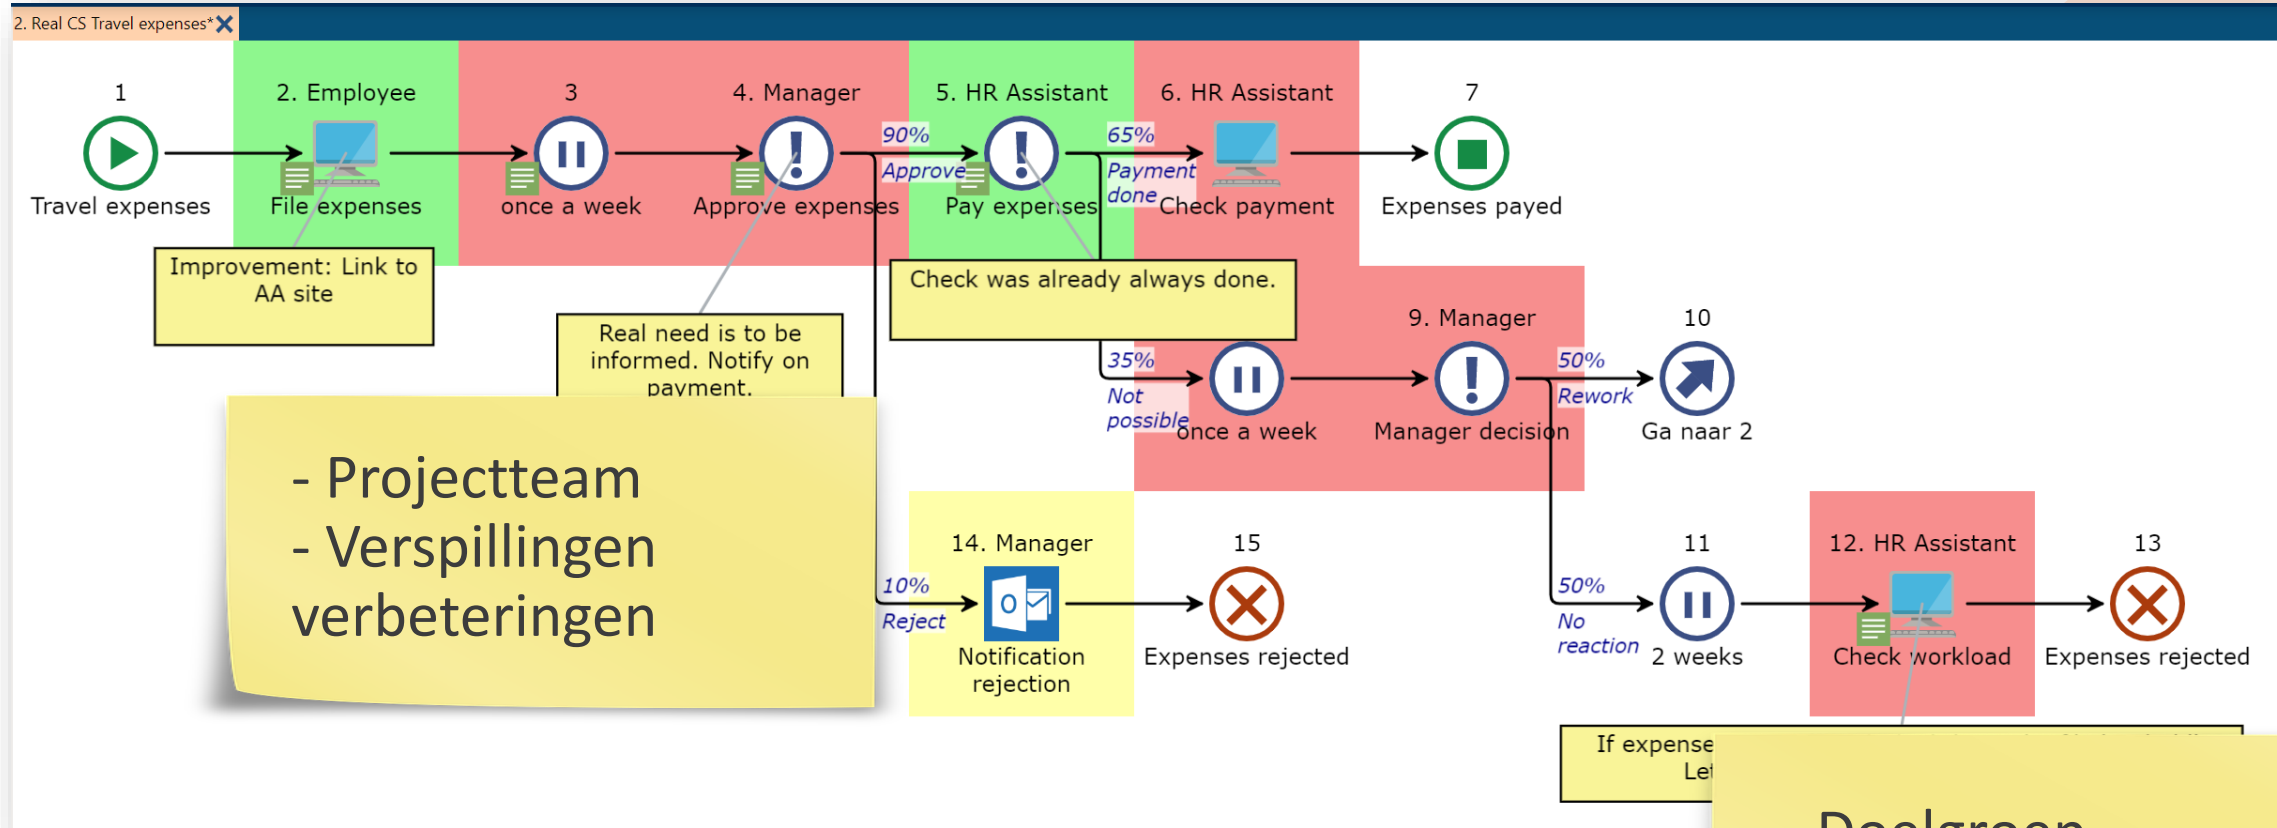 2. Real CS Travel expenses*
1
2. Employee
3
4. Manager
5. HR Assistant
6. HR Assistant
7
90%
Approve
65%
Payment
done
Travel expenses
File expenses
once a week
Approve expenses
Pay expenses
Check payment
Expenses payed
Improvement: Link to
AA site
Check was already always done.
Real need is to be
informed. Notify on
payment.
9. Manager
10
35%
Not
possible
50%
Rework
once a week
Manager decision
Ga naar 2
- Projectteam
- Verspillingen
verbeteringen
14. Manager
15
11
12. HR Assistant
13
10%
Reject
50%
No
reaction
Notification
rejection
Expenses rejected
2 weeks
Check workload
Expenses rejected
If expense
Let
Doelgroep